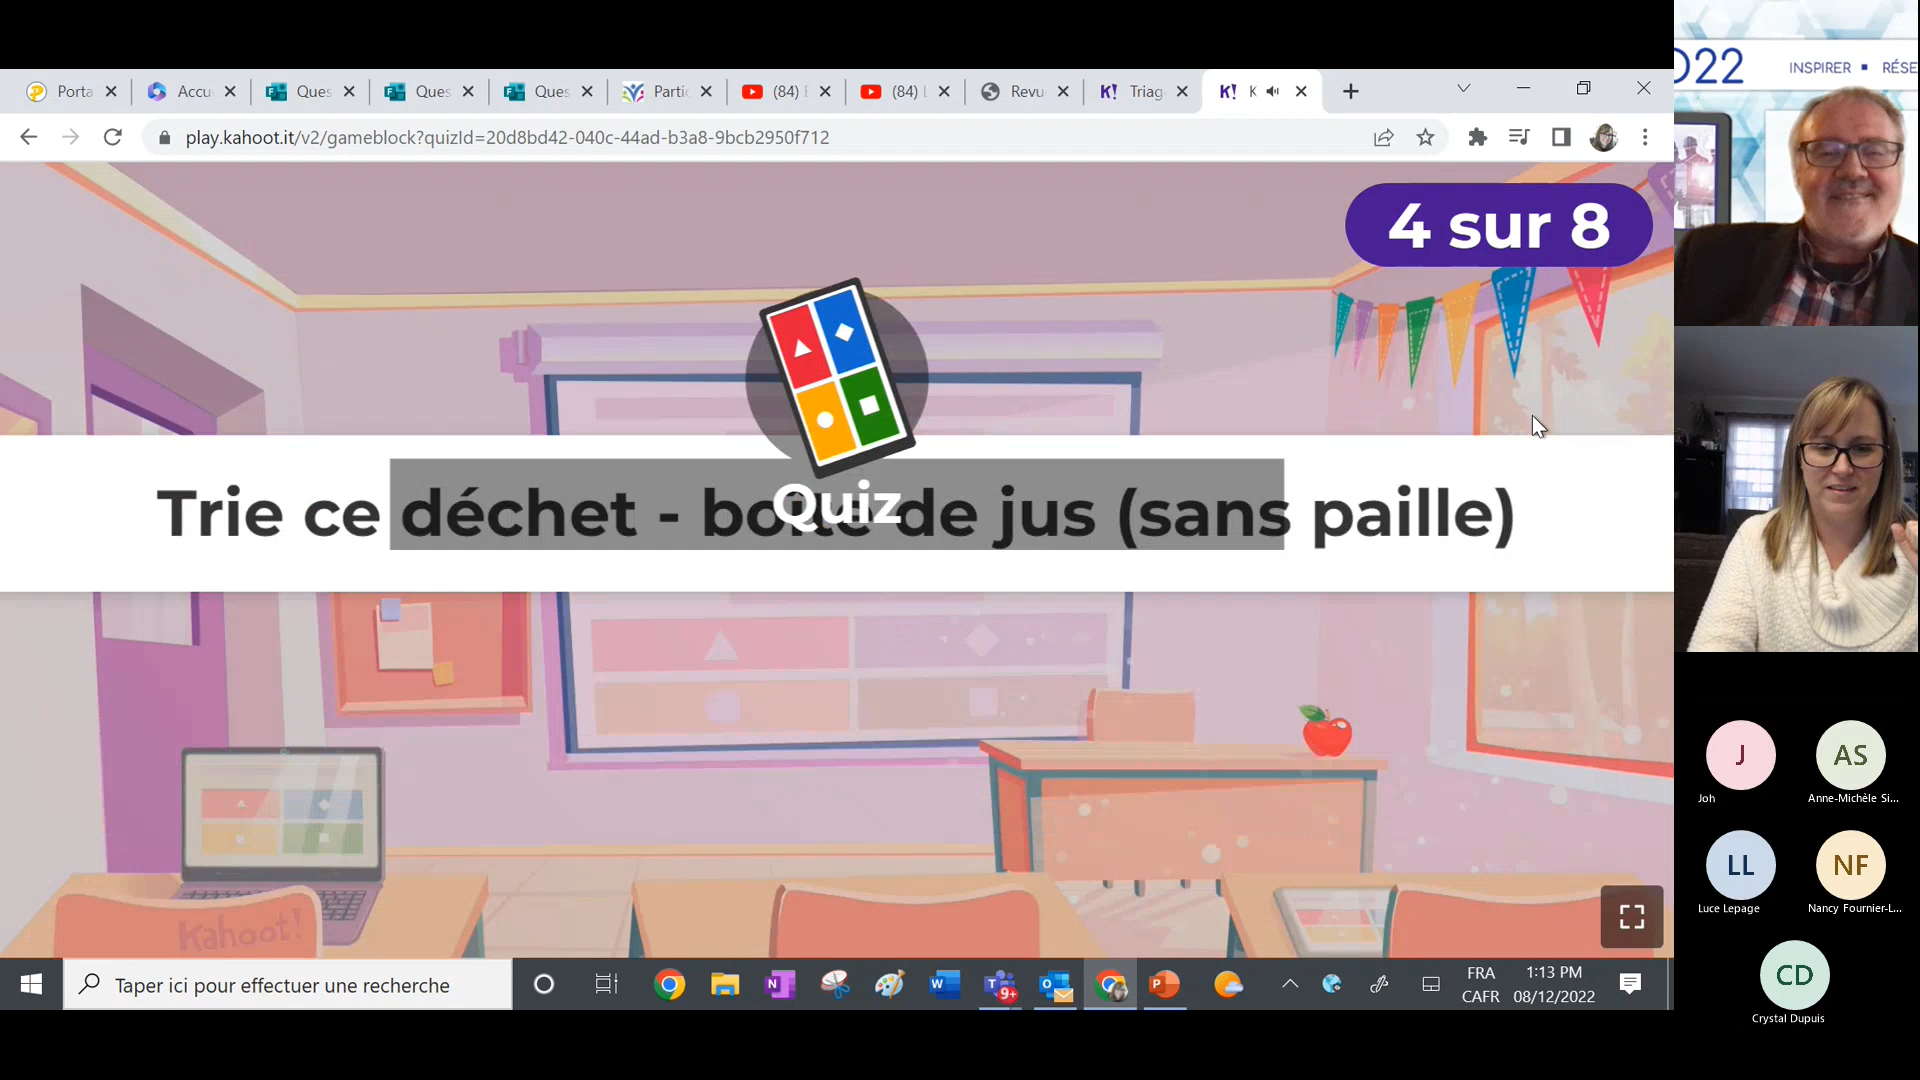 Porta
Accu
Ques
Ques
Ques
Partic
(84)
(84)
Revu
K! Triag
K! K
play.kahoot.it/v2/gameblock?quizId=20d8bd42-040c-44ad-b3a8-9bcb2950f712
4 sur 8
Quiz
Trie ce déchet - boite de jus (sans paille)
Kahoot!
Taper ici pour effectuer une recherche
N
W
9+
P
FRA
CAFR
1:13 PM
08/12/2022
022
INSPIRER ▪ RÉSE
J
Joh
AS
Anne-Michèle Si...
LL
Luce Lepage
NF
Nancy Fournier-L...
CD
Crystal Dupuis